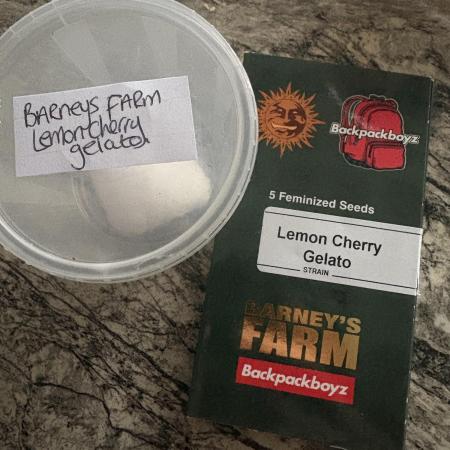 BARNEYS FARM
Lemoncherry
gelato
Backpackboyz
5 Feminized Seeds
Lemon Cherry
Gelato
STRAIN
BARNEY'S
FARM
Backpackboyz